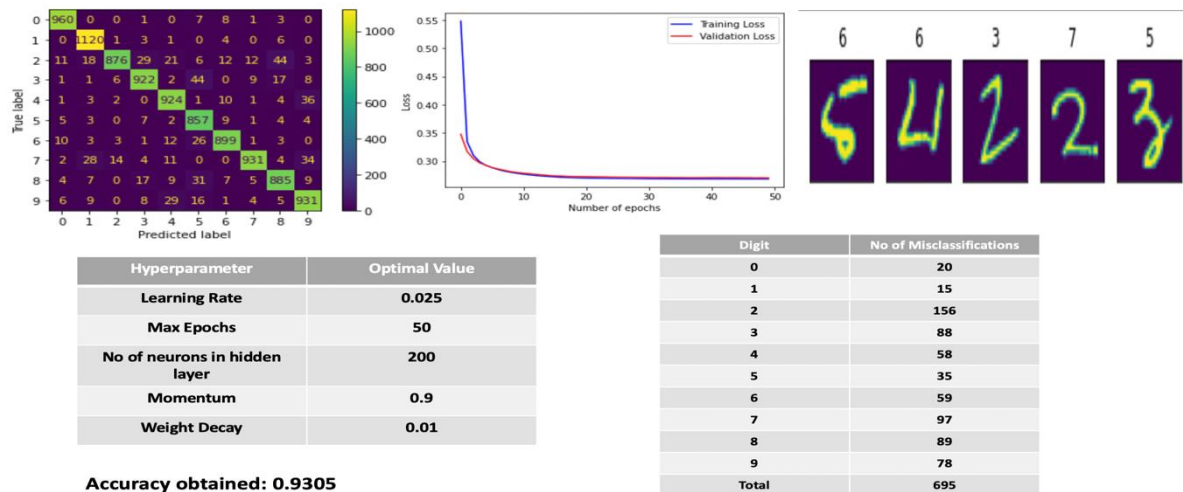 0 960 0 0 1 0 7 8 1 3 0
1 0 1120 1 3 1 0 4 0 6 0
2 11 18 876 29 21 6 12 12 44 3
3 1 1 6 922 2 44 0 9 17 8
4 1 3 2 0 924 1 10 1 4 36
5 5 3 0 7 2 857 9 1 4 4
6 10 3 3 1 12 26 899 1 3 0
7 2 28 14 4 11 0 0 931 4 34
8 4 7 0 17 9 31 7 5 885 9
9 6 9 0 8 29 16 1 4 5 931
0 1 2 3 4 5 6 7 8 9
True label
Predicted label
1000
800
600
400
200
0
0.55
0.50
0.45
0.40
0.35
0.30
Loss
Training Loss
Validation Loss
0 10 20 30 40 50
Number of epochs
6 6 3 7 5
5 4 2 2 3
Hyperparameter Optimal Value
Learning Rate 0.025
Max Epochs 50
No of neurons in hidden
layer 200
Momentum 0.9
Weight Decay 0.01
Accuracy obtained: 0.9305
Digit No of Misclassifications
0 20
1 15
2 156
3 88
4 58
5 35
6 59
7 97
8 89
9 78
Total 695